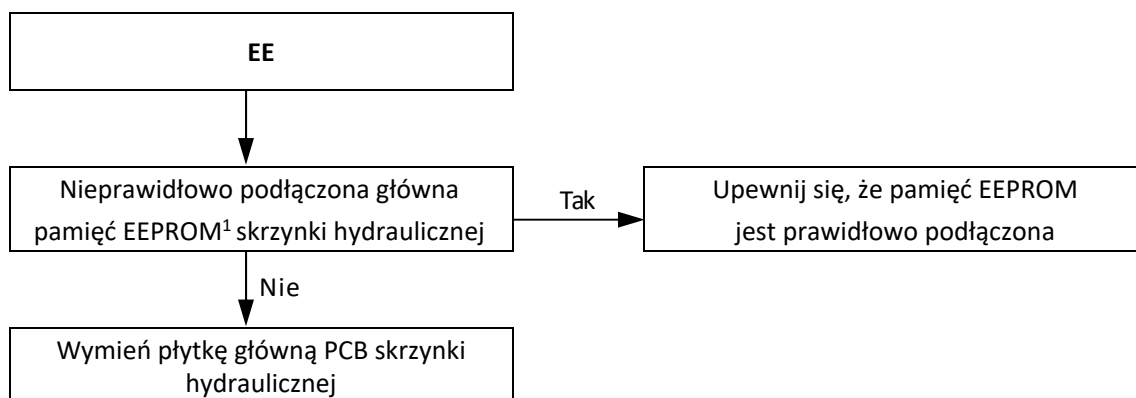 EE
Nieprawidłowo podłączona główna
pamięć EEPROM¹ skrzynki hydraulicznej
Tak
Upewnij się, że pamięć EEPROM
jest prawidłowo podłączona
Nie
Wymień płytkę główną PCB skrzynki
hydraulicznej